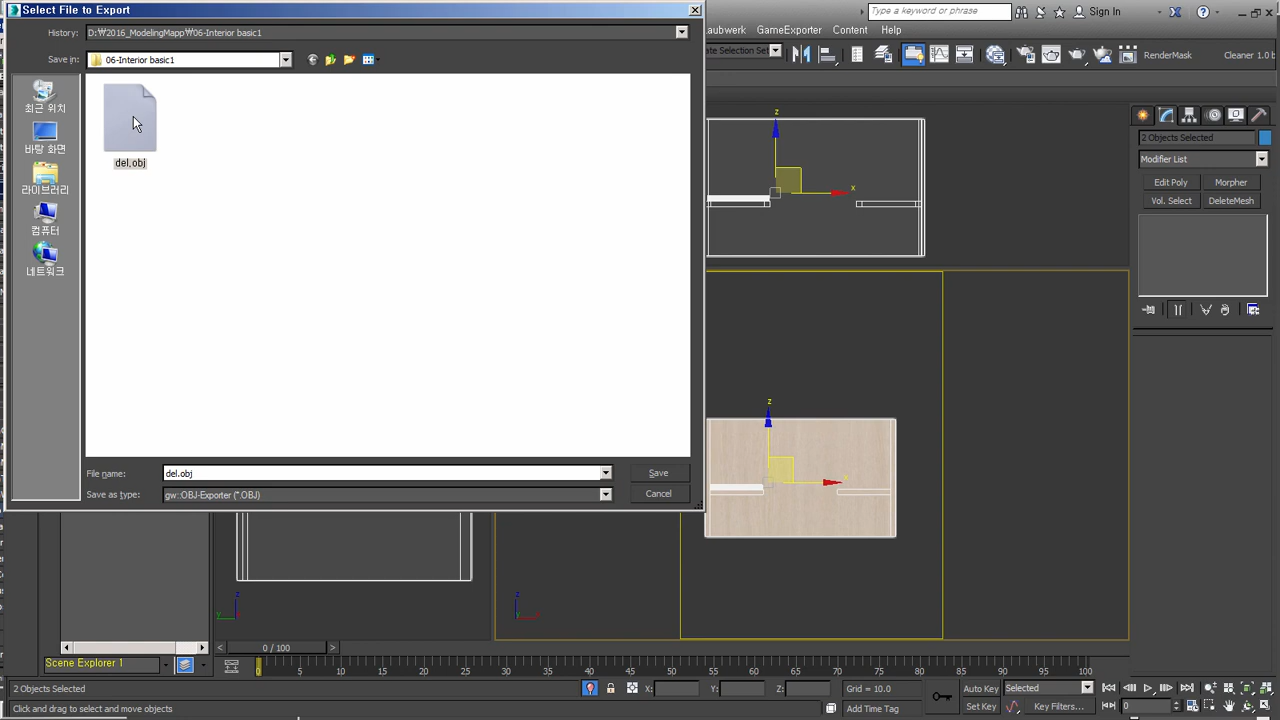 Select File to Export
History: D:\2016_ModelingMapp\06-Interior basic1
Save in: 06-Interior basic1
최근 위치
바탕 화면
라이브러리
컴퓨터
네트워크
del.obj
File name: del.obj Save
Save as type: gw::OBJ-Exporter (*.OBJ) Cancel
Type a keyword or phrase
Sign In
aubwerk GameExporter Content Help
ate Selection Set
RenderMask Cleaner 1.0 b
2 Objects Selected
Modifier List
Edit Poly Morpher
Vol. Select DeleteMesh
z
x
z
x
z
y
z
0 / 100
Scene Explorer 1
0 5 10 15 20 25 30 35 40 45 50 55 60 65 70 75 80 85 90 95 100
2 Objects Selected X: Y: Z: Grid = 10.0 Auto Key Selected
Click and drag to select and move objects Add Time Tag Set Key Key Filters... 0